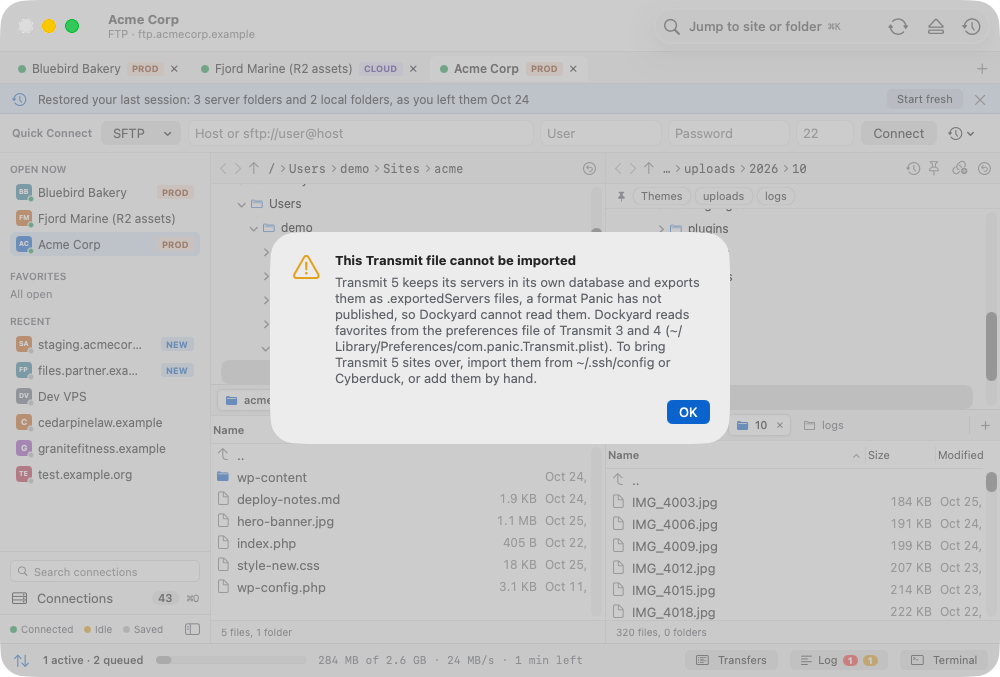 Acme Corp
FTP · ftp.acmecorp.example
Jump to site or folder ⌘K
Bluebird Bakery PROD ×
Fjord Marine (R2 assets) CLOUD ×
Acme Corp PROD ×
Restored your last session: 3 server folders and 2 local folders, as you left them Oct 24
Start fresh
Quick Connect SFTP Host or sftp://user@host User Password 22 Connect
OPEN NOW
BB Bluebird Bakery PROD
FM Fjord Marine (R2 assets)
AC Acme Corp PROD
FAVORITES
All open
RECENT
SA staging.acmecor... NEW
FP files.partner.exa... NEW
DV Dev VPS
C cedarpinelaw.example
G granitefitness.example
TE test.example.org
Search connections
Connections 43 ⌘0
Connected Idle Saved
/ › Users › demo › Sites › acme
Users
demo
acme
Name
..
wp-content Oct 24,
deploy-notes.md 1.9 KB Oct 24,
hero-banner.jpg 1.1 MB Oct 25,
index.php 405 B Oct 22,
style-new.css 18 KB Oct 25,
wp-config.php 3.1 KB Oct 11,
5 files, 1 folder
… › uploads › 2026 › 10
Themes uploads logs
plugins
10 × logs
Name Size Modified
..
IMG_4003.jpg 184 KB Oct 25,
IMG_4006.jpg 191 KB Oct 24,
IMG_4009.jpg 199 KB Oct 24,
IMG_4012.jpg 207 KB Oct 23,
IMG_4015.jpg 214 KB Oct 23,
IMG_4018.jpg 222 KB Oct 22,
320 files, 0 folders
This Transmit file cannot be imported
Transmit 5 keeps its servers in its own database and exports
them as .exportedServers files, a format Panic has not
published, so Dockyard cannot read them. Dockyard reads
favorites from the preferences file of Transmit 3 and 4 (~/
Library/Preferences/com.panic.Transmit.plist). To bring
Transmit 5 sites over, import them from ~/.ssh/config or
Cyberduck, or add them by hand.
OK
1 active · 2 queued 284 MB of 2.6 GB · 24 MB/s · 1 min left
Transfers Log 1 1 Terminal